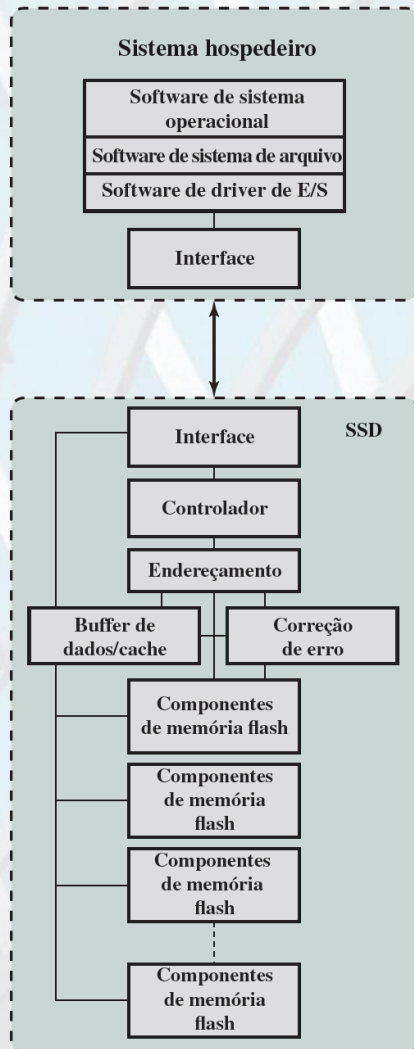 Sistema hospedeiro
Software de sistema
operacional
Software de sistema de arquivo
Software de driver de E/S
Interface
SSD
Interface
Controlador
Endereçamento
Buffer de
dados/cache
Correção
de erro
Componentes
de memória flash
Componentes
de memória
flash
Componentes
de memória
flash
Componentes
de memória
flash